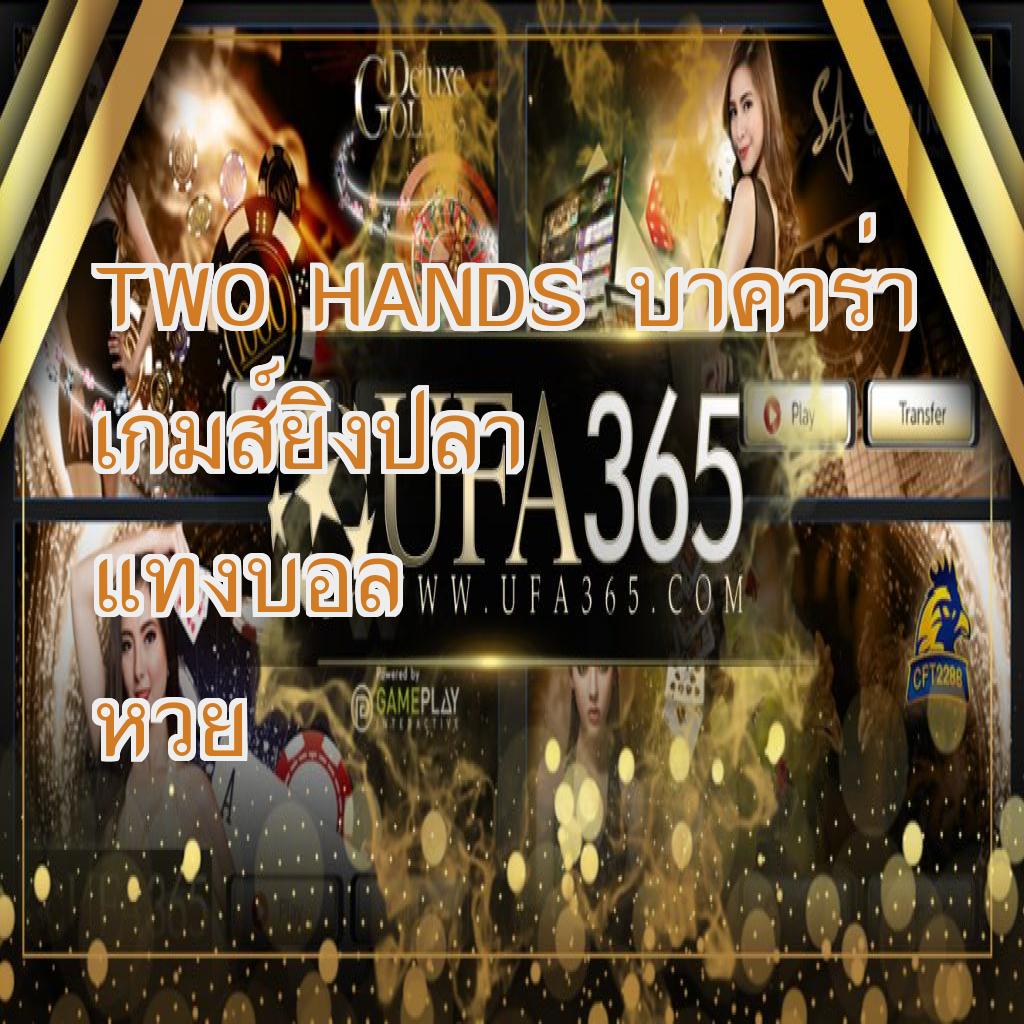 Deluxe
GOLD
SA
TWO HANDS บาคาร่า
Play
Transfer
เกมส์ยิงปลา
UFA365
แทงบอล
WWW.UFA365.COM
CFT2288
Powered by
GAMEPLAY
INTERACTIVE
หวย